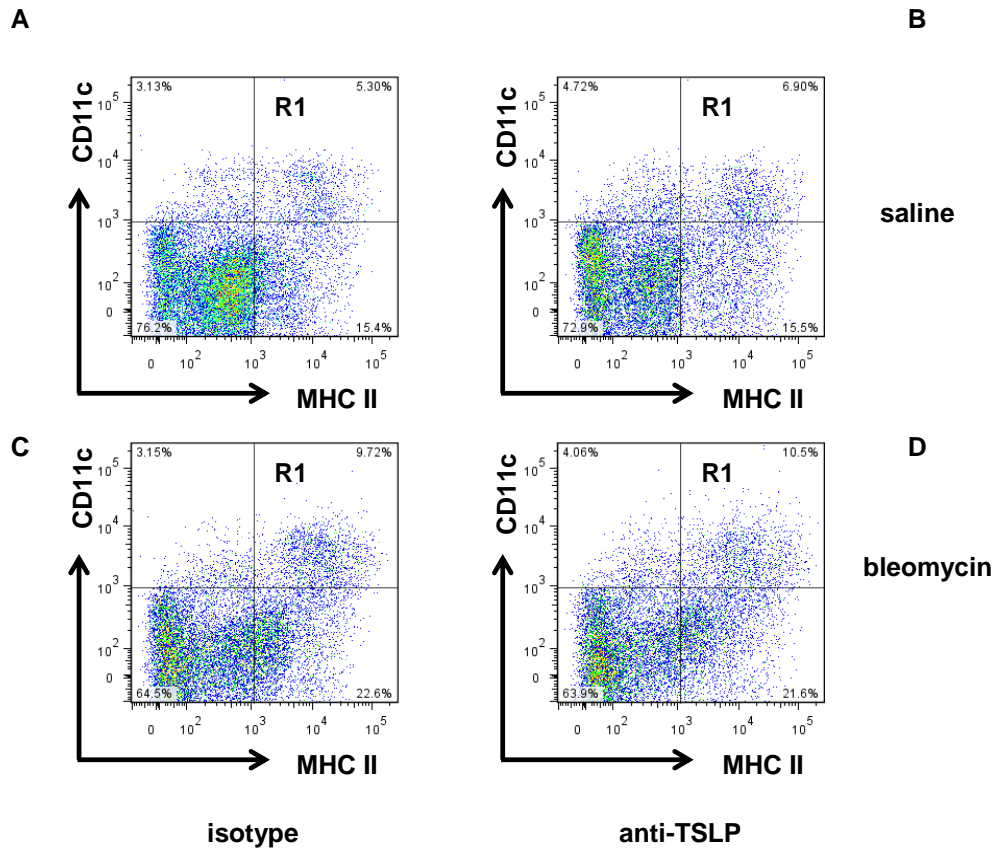 A
B
3.13%
5.30%
R1
CD11c
10^5
10^4
10^3
10^2
0
76.2%
15.4%
0 10^2 10^3 10^4 10^5
MHC II
4.72%
6.90%
R1
CD11c
10^5
10^4
10^3
10^2
0
72.9%
15.5%
0 10^2 10^3 10^4 10^5
MHC II
saline
C
D
3.15%
9.72%
R1
CD11c
10^5
10^4
10^3
10^2
0
64.5%
22.6%
0 10^2 10^3 10^4 10^5
MHC II
4.06%
10.5%
R1
CD11c
10^5
10^4
10^3
10^2
0
63.9%
21.6%
0 10^2 10^3 10^4 10^5
MHC II
bleomycin
isotype
anti-TSLP